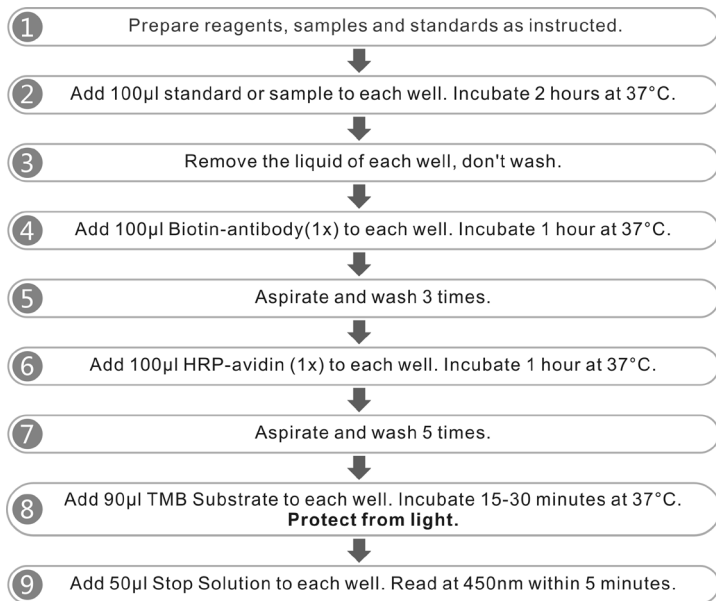 1 Prepare reagents, samples and standards as instructed.
2 Add 100μl standard or sample to each well. Incubate 2 hours at 37°C.
3 Remove the liquid of each well, don't wash.
4 Add 100μl Biotin-antibody(1x) to each well. Incubate 1 hour at 37°C.
5 Aspirate and wash 3 times.
6 Add 100μl HRP-avidin (1x) to each well. Incubate 1 hour at 37°C.
7 Aspirate and wash 5 times.
8 Add 90μl TMB Substrate to each well. Incubate 15-30 minutes at 37°C.
Protect from light.
9 Add 50μl Stop Solution to each well. Read at 450nm within 5 minutes.